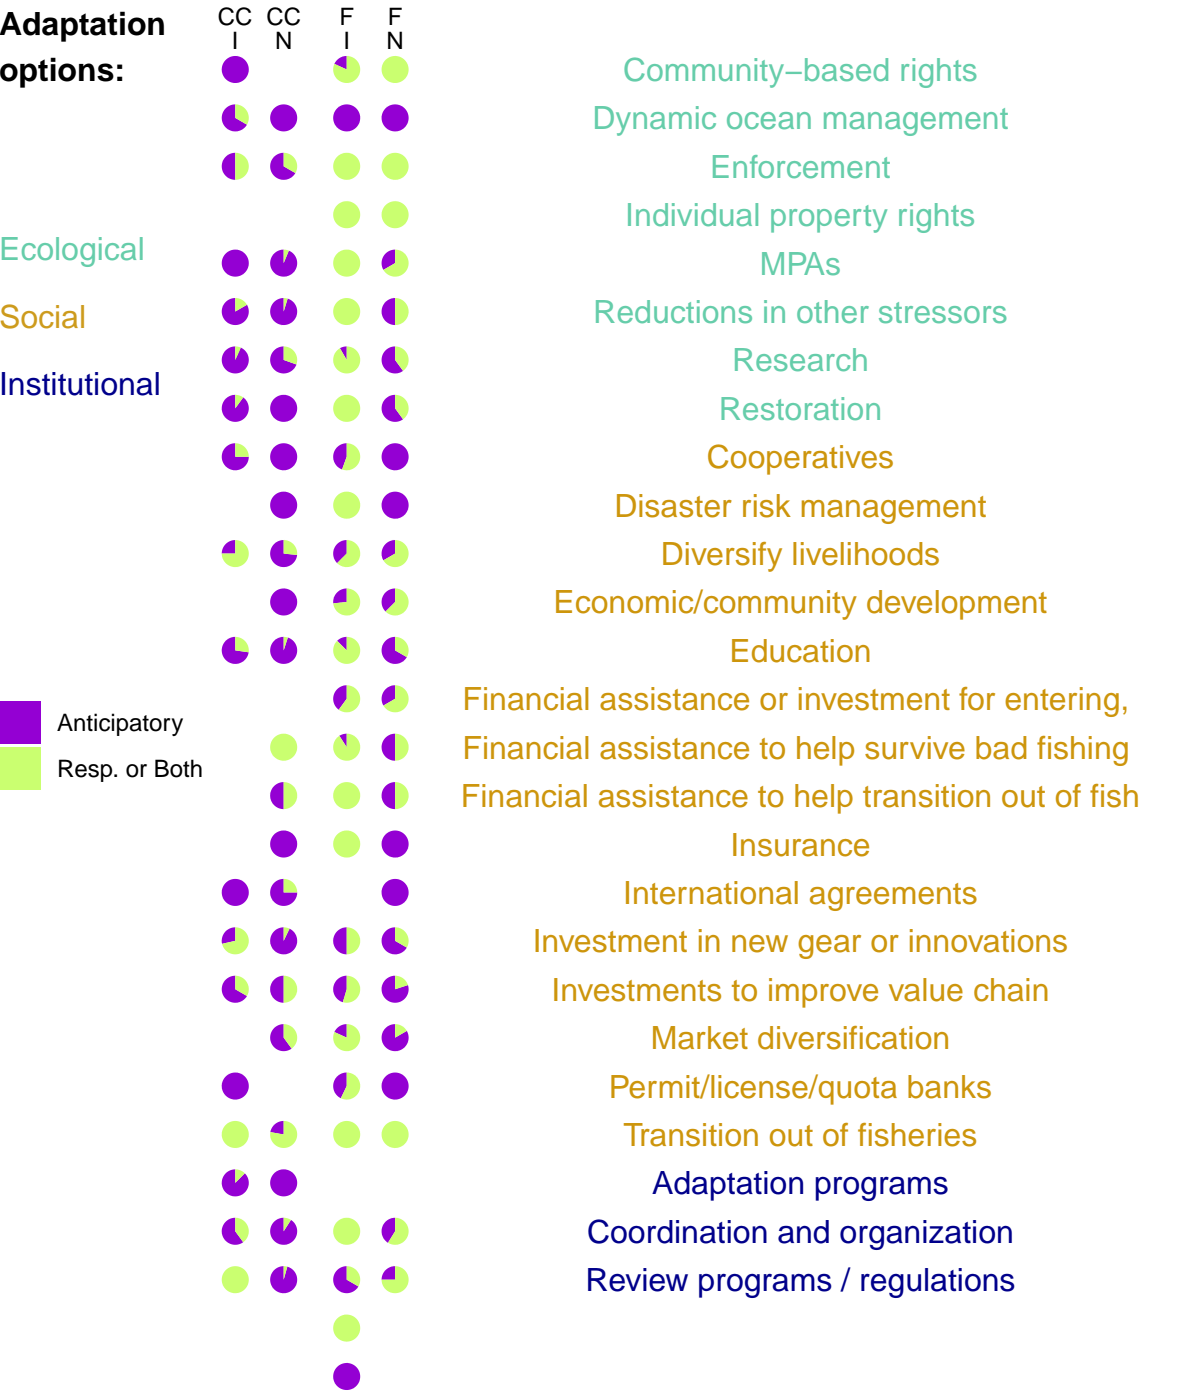 Adaptation
options:
CC CC F F
I N I N
Community−based rights
Dynamic ocean management
Enforcement
Individual property rights
Ecological
MPAs
Social
Reductions in other stressors
Research
Institutional
Restoration
Cooperatives
Disaster risk management
Diversify livelihoods
Economic/community development
Education
Financial assistance or investment for entering,
Anticipatory
Financial assistance to help survive bad fishing
Resp. or Both
Financial assistance to help transition out of fish
Insurance
International agreements
Investment in new gear or innovations
Investments to improve value chain
Market diversification
Permit/license/quota banks
Transition out of fisheries
Adaptation programs
Coordination and organization
Review programs / regulations